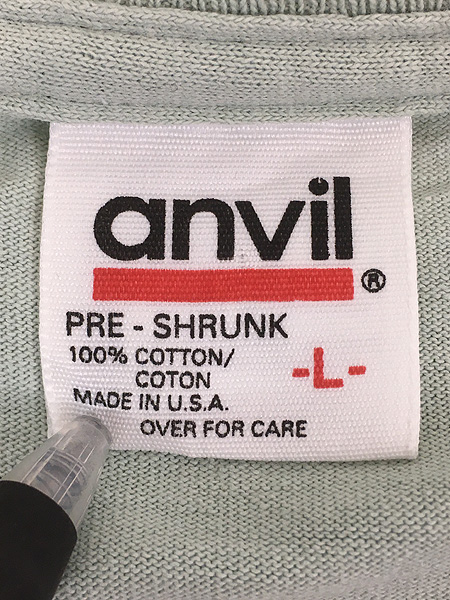 anvil
®
PRE - SHRUNK
100% COTTON/
COTON
-L-
MADE IN U.S.A.
OVER FOR CARE